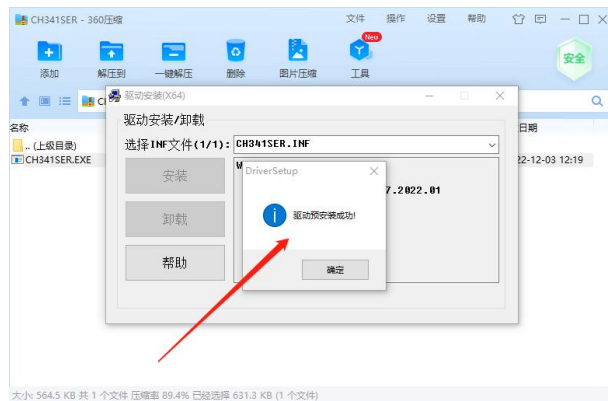 CH341SER - 360压缩
文件 操作 设置 帮助
New
添加 解压到 一键解压 删除 图片压缩 工具
安全
驱动安装(X64)
名称
日期
.. (上级目录)
CH341SER.EXE
22-12-03 12:19
驱动安装/卸载
选择INF文件(1/1):
CH341SER.INF
安装
卸载
帮助
W
7.2022.01
DriverSetup
驱动预安装成功!
确定
大小: 564.5 KB 共 1 个文件 压缩率 89.4% 已经选择 631.3 KB (1 个文件)